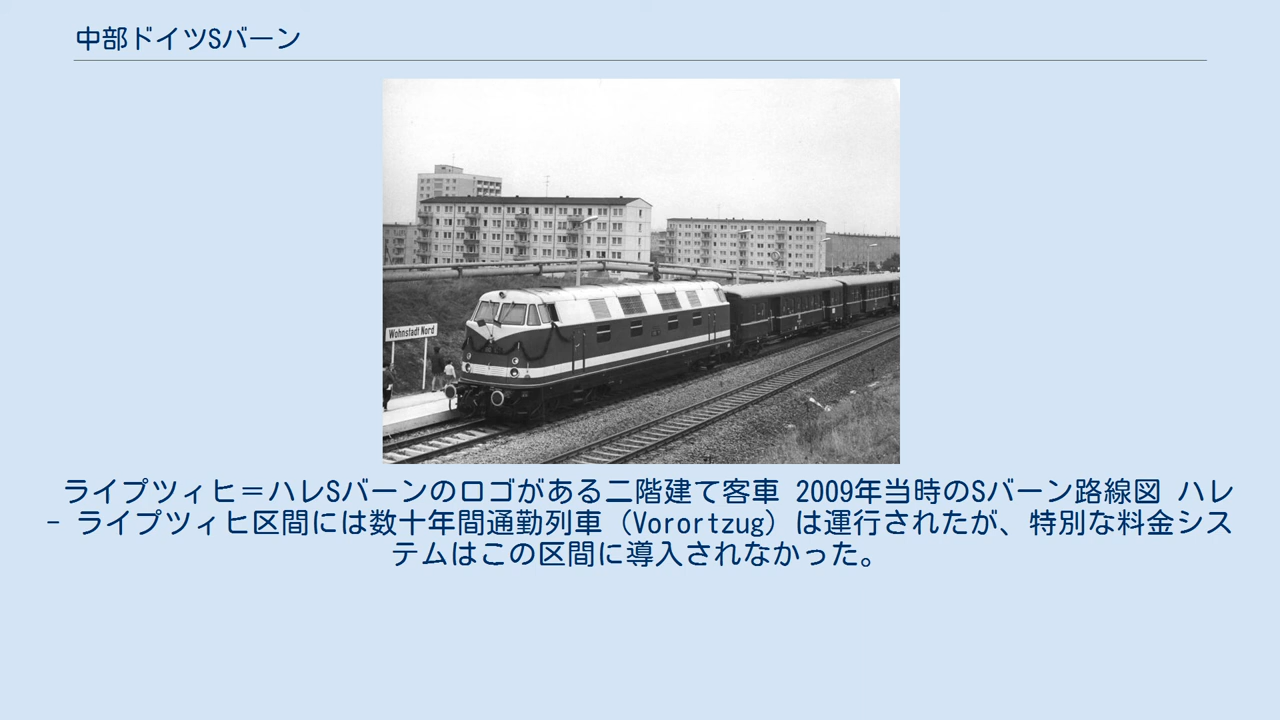 中部ドイツSバーン
Wohnstadt Nord
ライプツィヒ＝ハレSバーンのロゴがある二階建て客車 2009年当時のSバーン路線図 ハレ
- ライプツィヒ区間には数十年間通勤列車（Vorortzug）は運行されたが、特別な料金シス
テムはこの区間に導入されなかった。